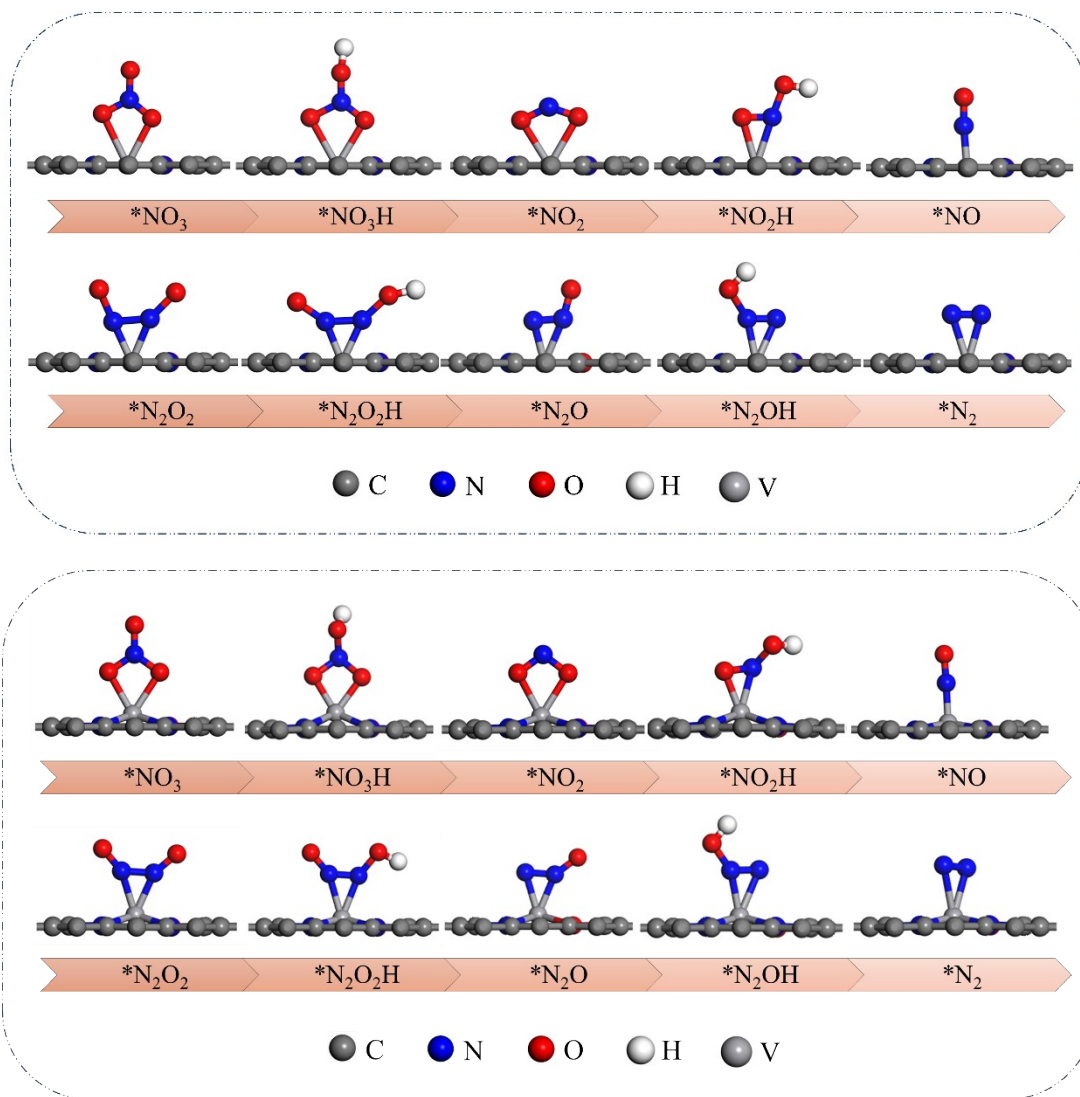 *NO₃ *NO₃H *NO₂ *NO₂H *NO
*N₂O₂ *N₂O₂H *N₂O *N₂OH *N₂
C N O H V
*NO₃ *NO₃H *NO₂ *NO₂H *NO
*N₂O₂ *N₂O₂H *N₂O *N₂OH *N₂
C N O H V